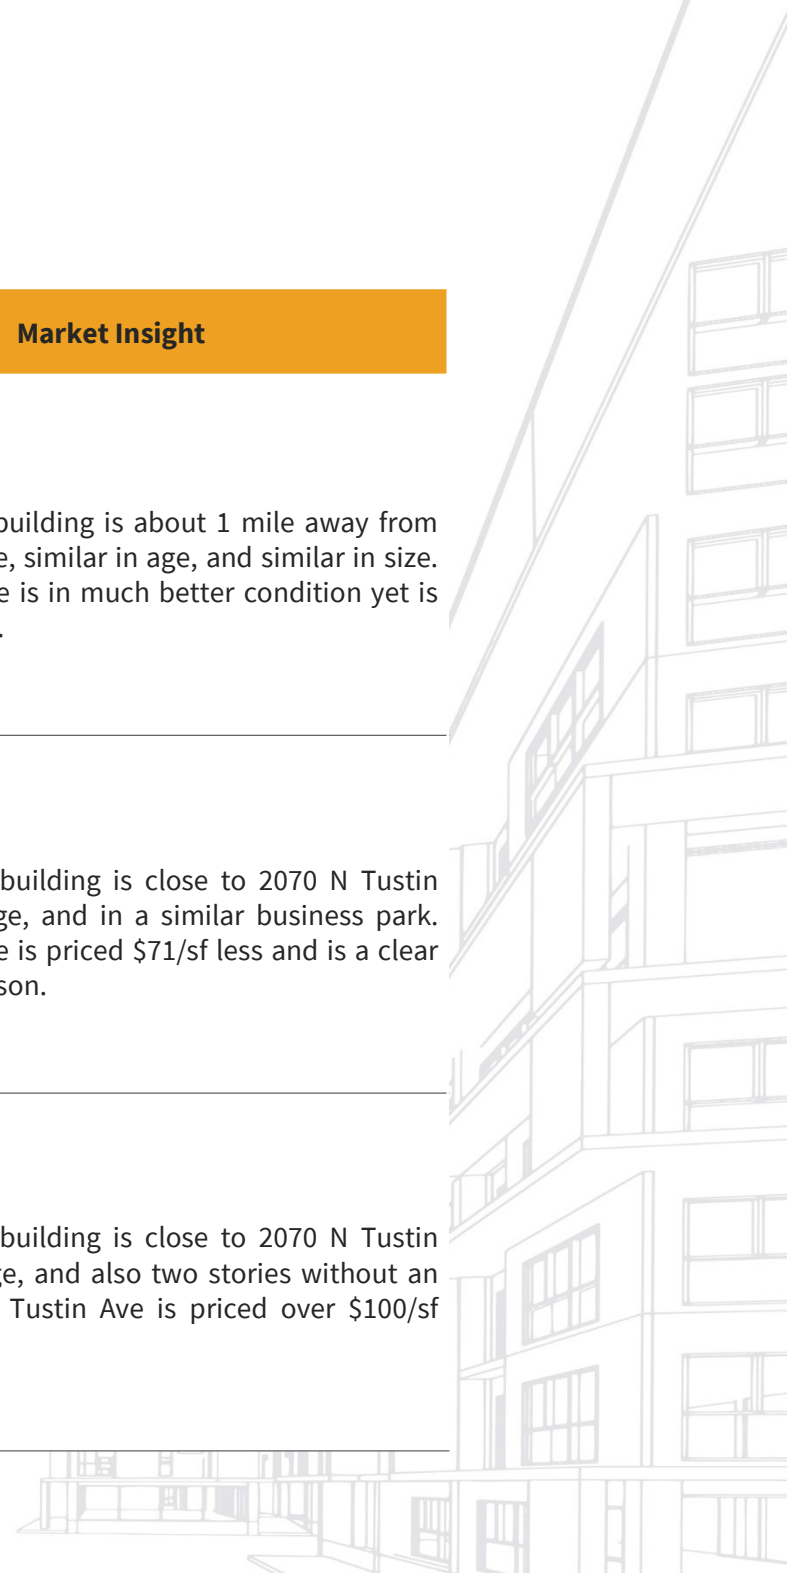 Market Insight
building is about 1 mile away from
e, similar in age, and similar in size.
e is in much better condition yet is
.
building is close to 2070 N Tustin
ge, and in a similar business park.
e is priced $71/sf less and is a clear
son.
building is close to 2070 N Tustin
ge, and also two stories without an
Tustin Ave is priced over $100/sf